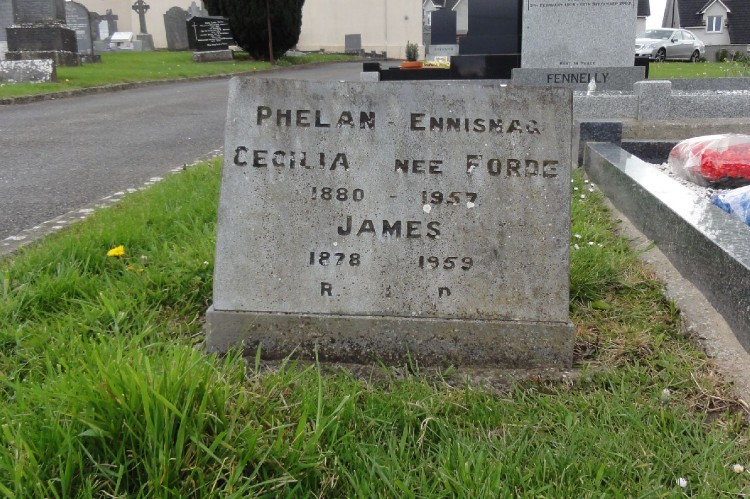 FENNELLY
PHELAN - ENNISNAG
CECILIA NEE FORDE
1880 - 1957
JAMES
1878 1959
R. I